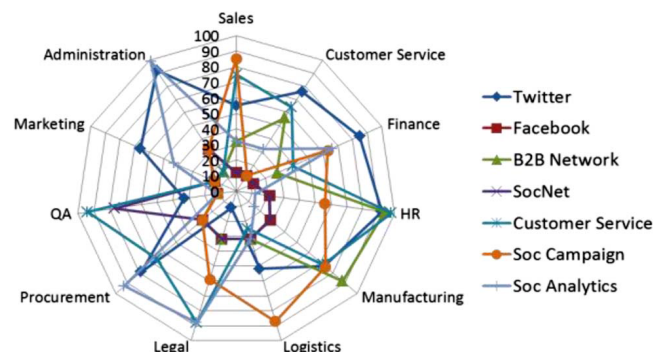 Sales
Customer Service
Finance
HR
Manufacturing
Logistics
Legal
Procurement
QA
Marketing
Administration
100
90
80
70
60
50
40
30
20
10
0
Twitter
Facebook
B2B Network
SocNet
Customer Service
Soc Campaign
Soc Analytics